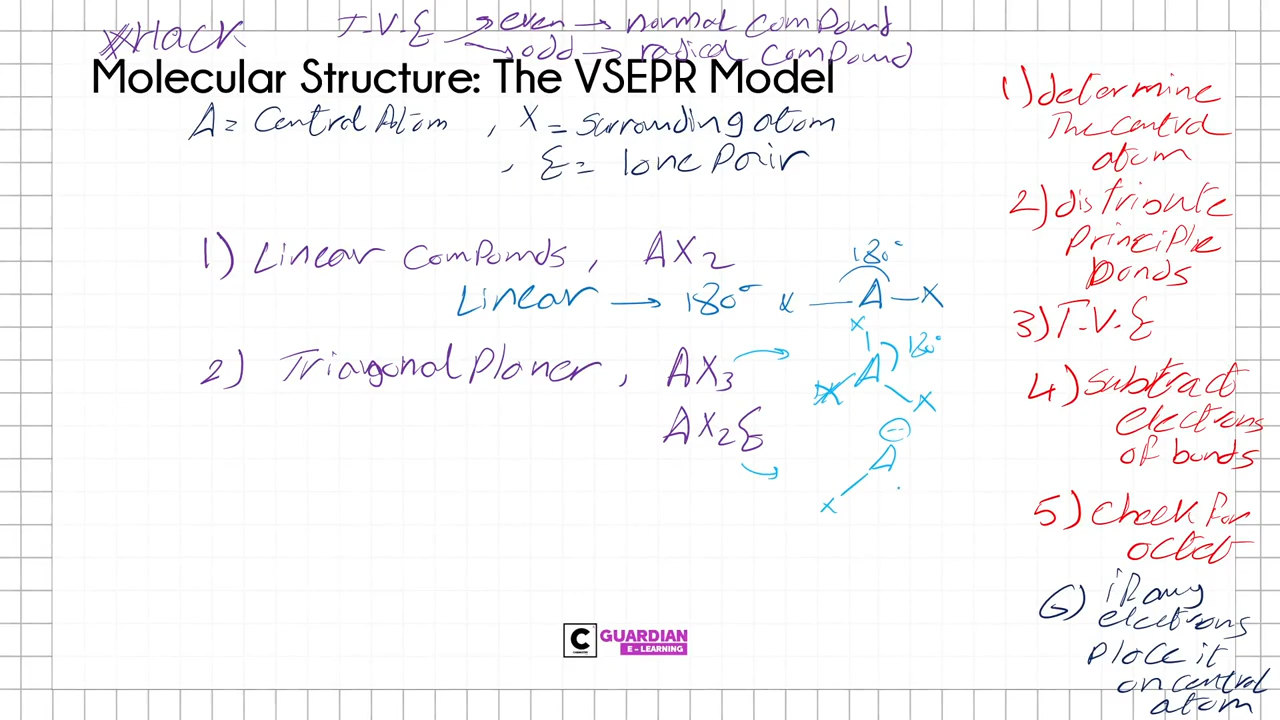 *Hack
T.V.E
even → normal compound
odd → radical compound
Molecular Structure: The VSEPR Model
A = Central Atom , X = surrounding atom
, E = lone pair
1) Linear Compounds , AX2
Linear → 180° x — A — X
180°
2) Triagonal Planer , AX3
X
A
X
AX2E
A
x
1) determine
The central
atom
2) distribute
Principle
bonds
3) T.V.E
4) subtract
electrons
of bonds
5) check for
octet
6) if any
electrons
place it
on central
atom
C
GUARDIAN
E - LEARNING